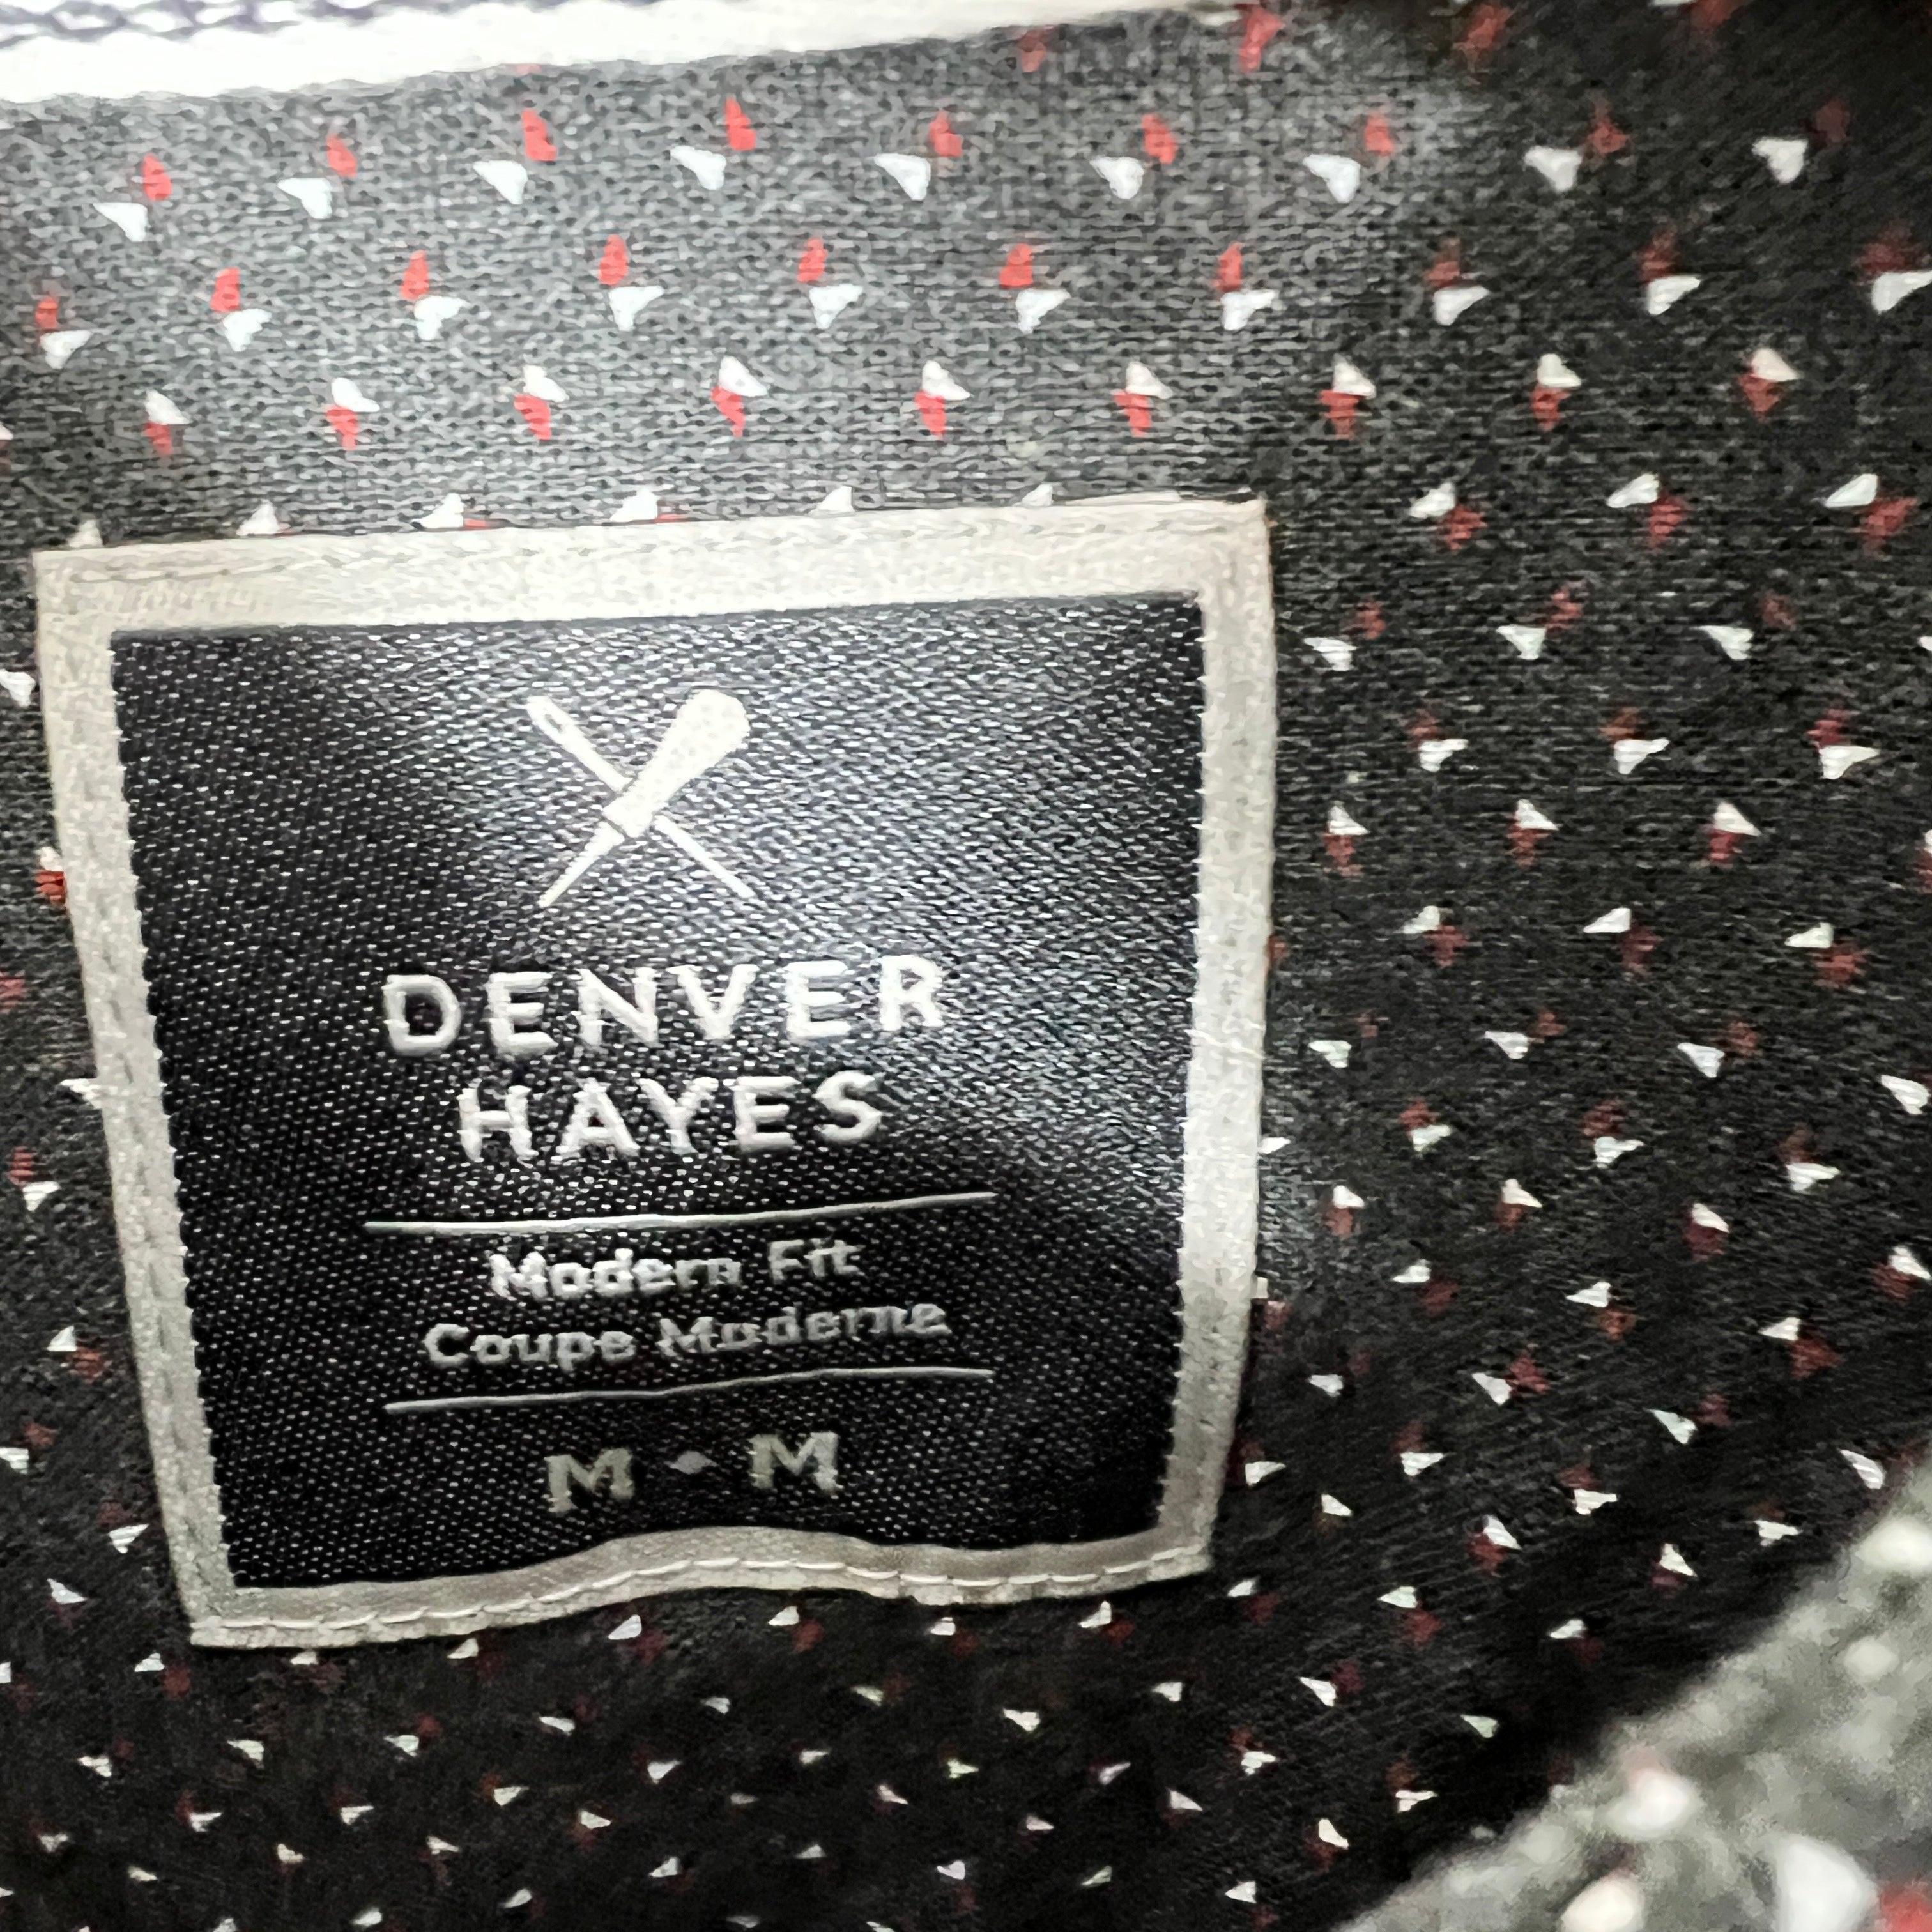 DENVER
HAYES
Modern Fit
Coupe Moderne
M • M